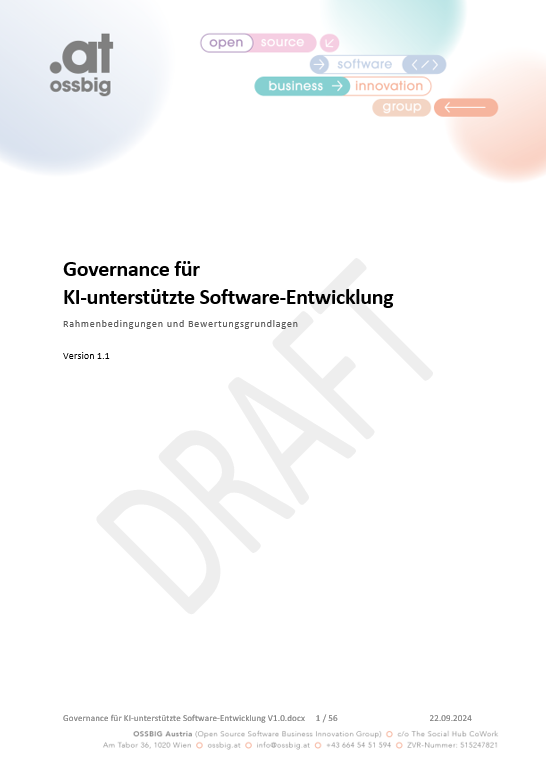 .at
ossbig
open source
software </>
business innovation
group
Governance für
KI-unterstützte Software-Entwicklung
Rahmenbedingungen und Bewertungsgrundlagen
Version 1.1
DRAFT
Governance für KI-unterstützte Software-Entwicklung V1.0.docx 1 / 56 22.09.2024
OSSBIG Austria (Open Source Software Business Innovation Group) O c/o The Social Hub CoWork
Am Tabor 36, 1020 Wien O ossbig.at O info@ossbig.at O +43 664 54 51 594 O ZVR-Nummer: 515247821